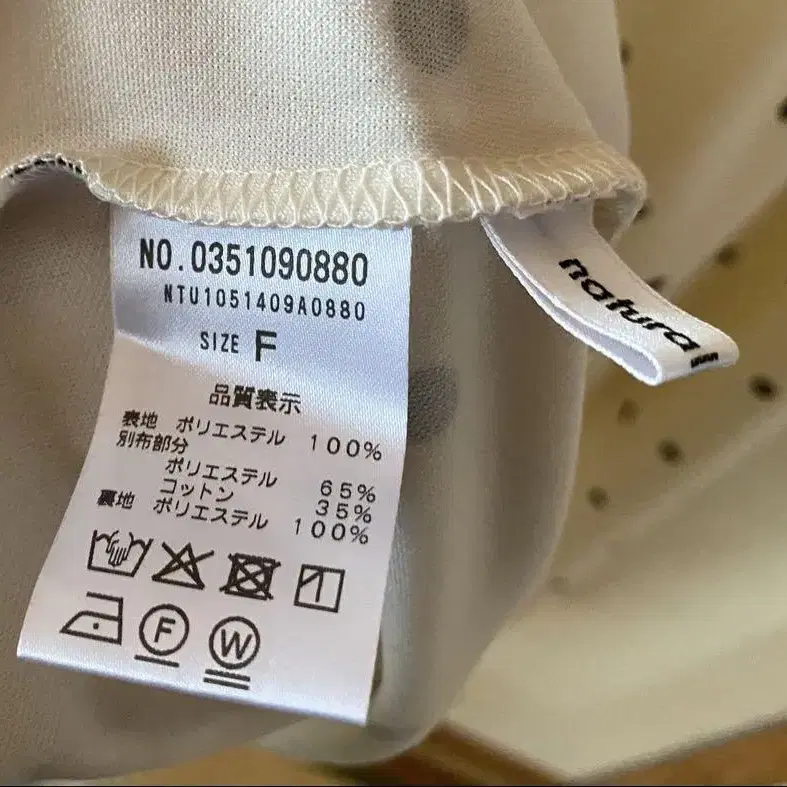 NO.0351090880
NTU1051409A0880
SIZE F
品質表示
表地 ポリエステル 100%
別布部分
ポリエステル 65%
コットン 35%
裏地 ポリエステル 100%
F
W